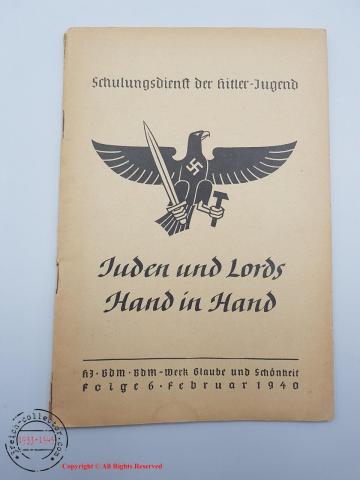 Schulungsdienst der Hitler-Jugend
Juden und Lords
Hand in Hand
HJ · BdM · BdM-Werk Glaube und Schönheit
Folge 6 · Februar 1940
1933-1945
Copyright © All Rights Reserved